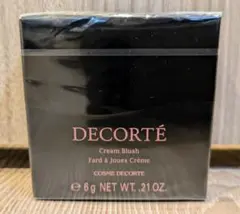 DECORTÉ
Cream Blush
Fard à Joues Crème
COSME DECORTE
℮ 6g NET WT. .21 OZ.